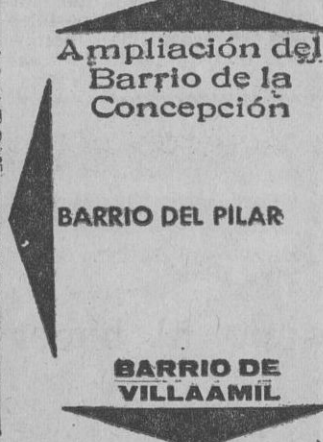 Ampliación del
Barrio de la
Concepción
BARRIO DEL PILAR
BARRIO DE
VILLAAMIL